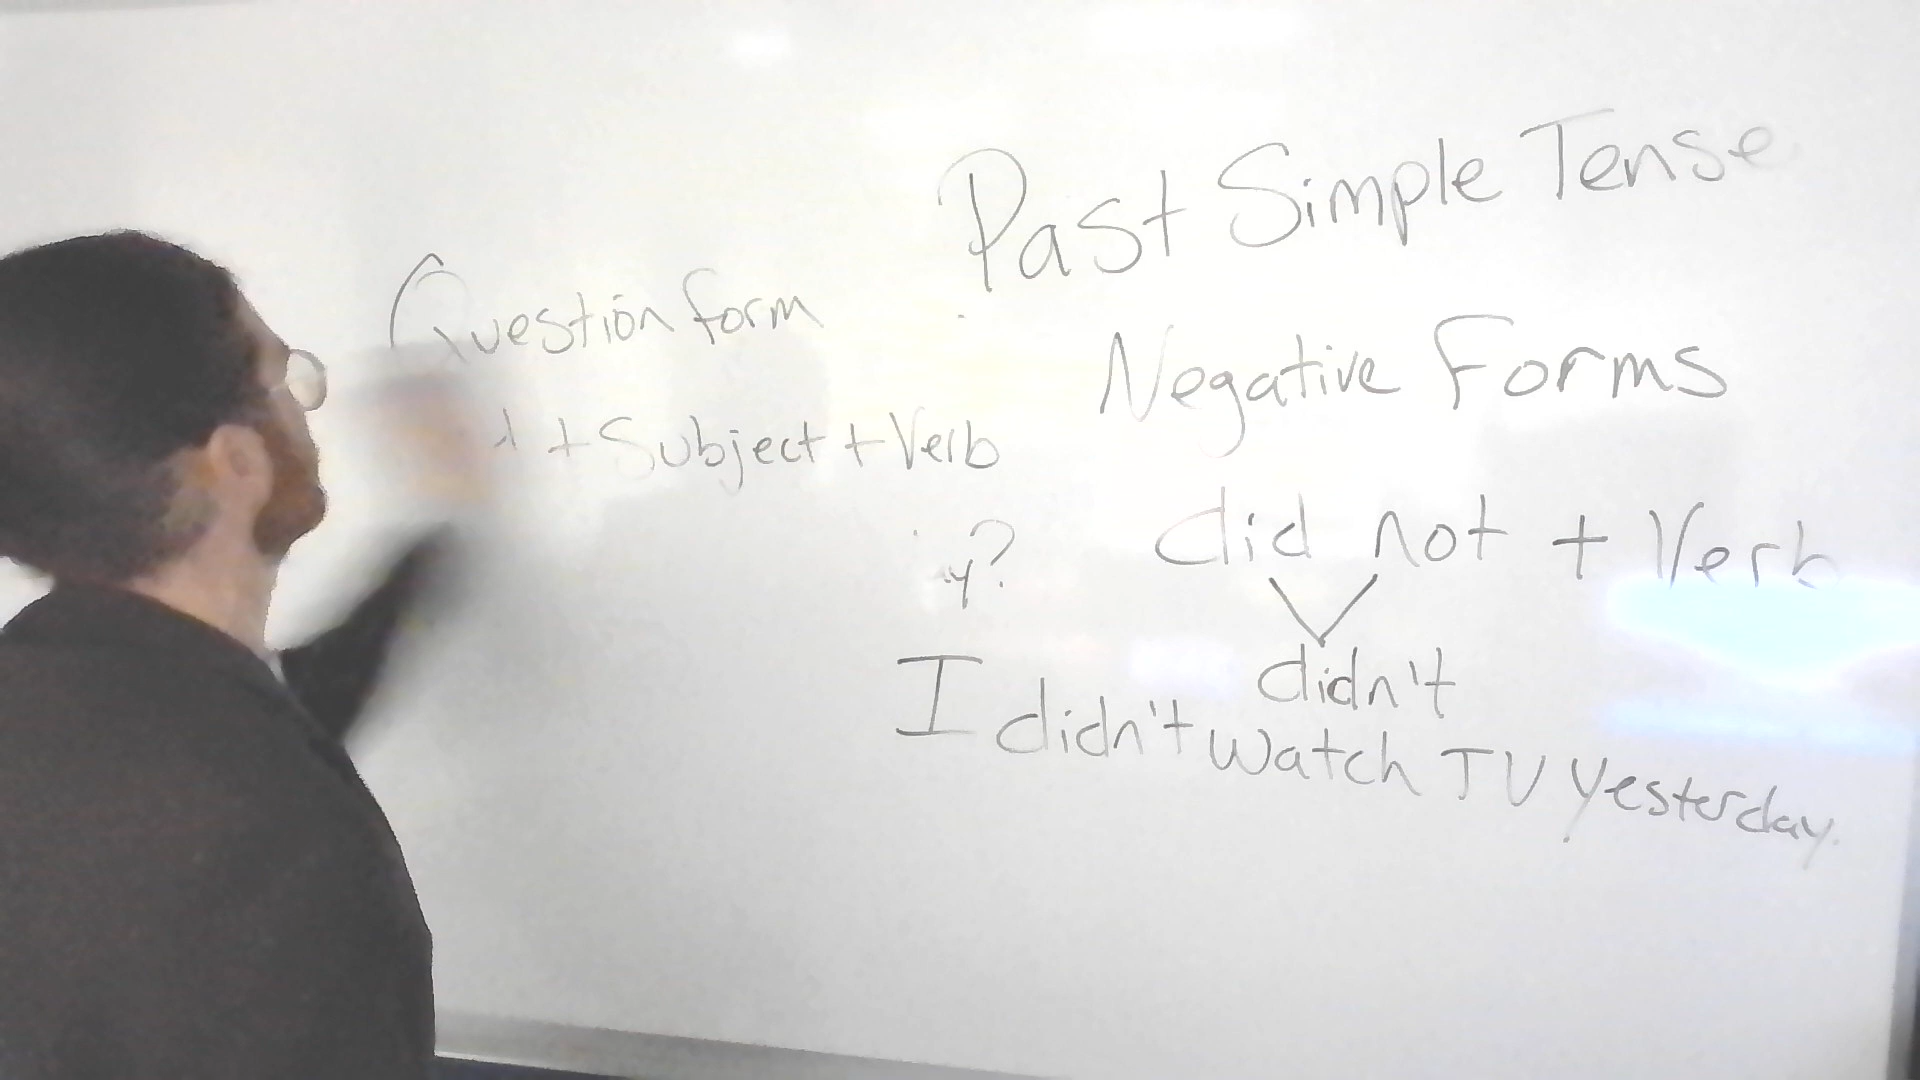 Past Simple Tense
Question form
Negative Forms
+ Subject + Verb
did not + Verb
y?
didn't
I didn't watch TV yesterday.